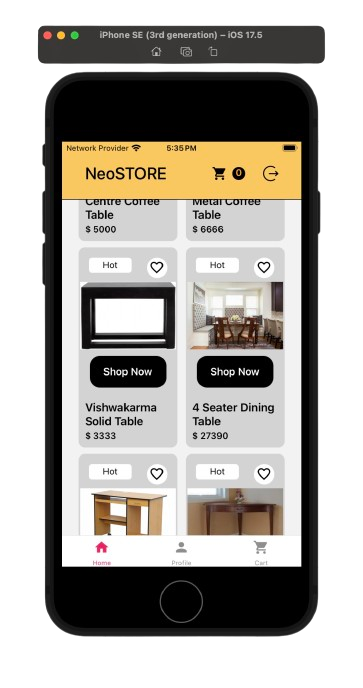 iPhone SE (3rd generation) – iOS 17.5
Network Provider 5:35 PM
NeoSTORE 0
Centre Coffee Table
$ 5000
Metal Coffee Table
$ 6666
Hot
Shop Now
Vishwakarma
Solid Table
$ 3333
Hot
Shop Now
4 Seater Dining
Table
$ 27390
Hot
Hot
Home
Profile
Cart